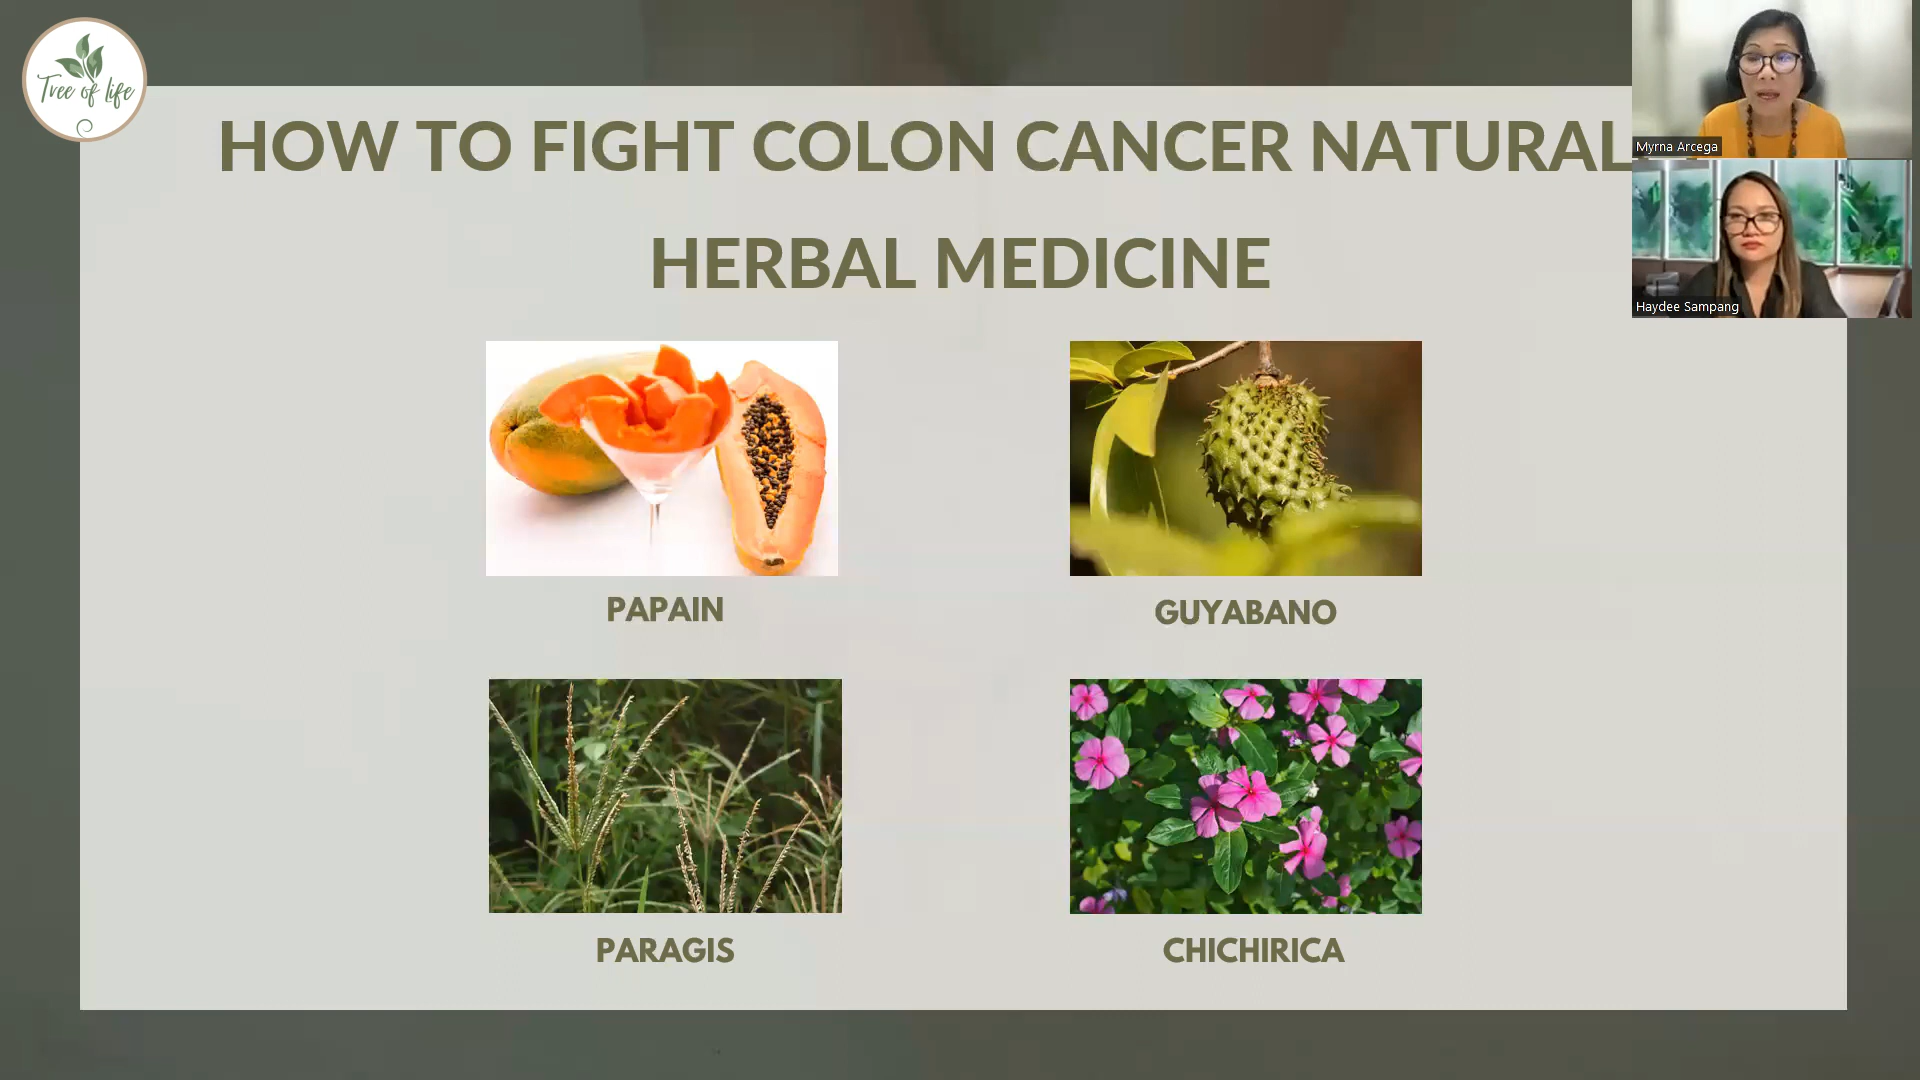 Tree of life
HOW TO FIGHT COLON CANCER NATURAL
HERBAL MEDICINE
Myrna Arcega
Haydee Sampang
PAPAIN
GUYABANO
PARAGIS
CHICHIRICA